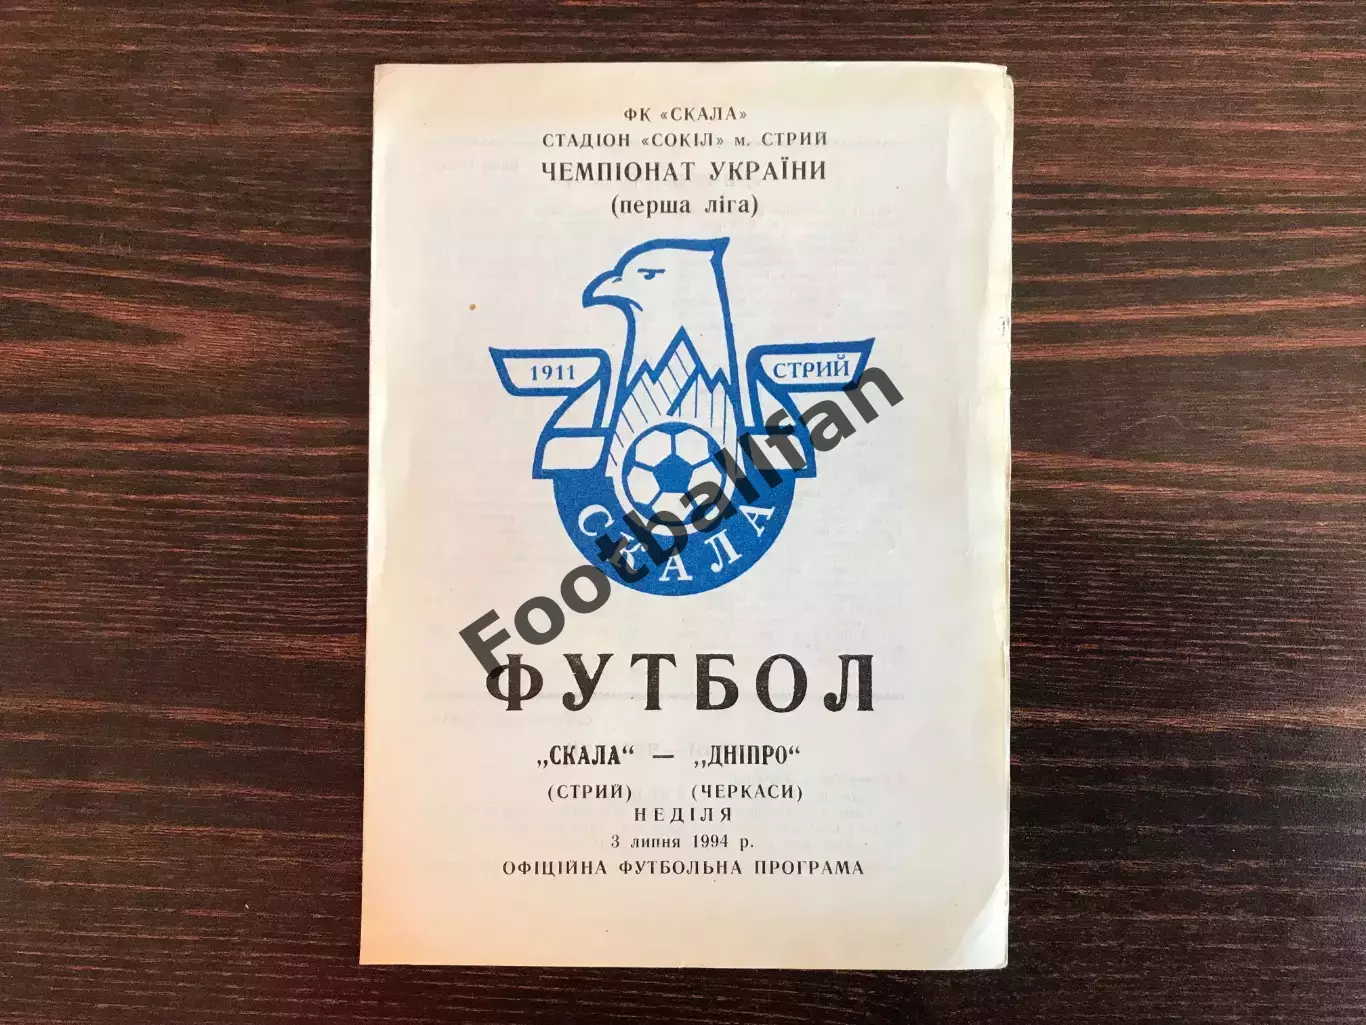 ФК «СКАЛА»
СТАДІОН «СОКІЛ» м. СТРИЙ
ЧЕМПІОНАТ УКРАЇНИ
(перша ліга)
1911
СТРИЙ
СКАЛА
Footballfan
ФУТБОЛ
„СКАЛА“ — „ДНІПРО“
(СТРИЙ) (ЧЕРКАСИ)
НЕДІЛЯ
3 липня 1994 р.
ОФІЦІЙНА ФУТБОЛЬНА ПРОГРАМА